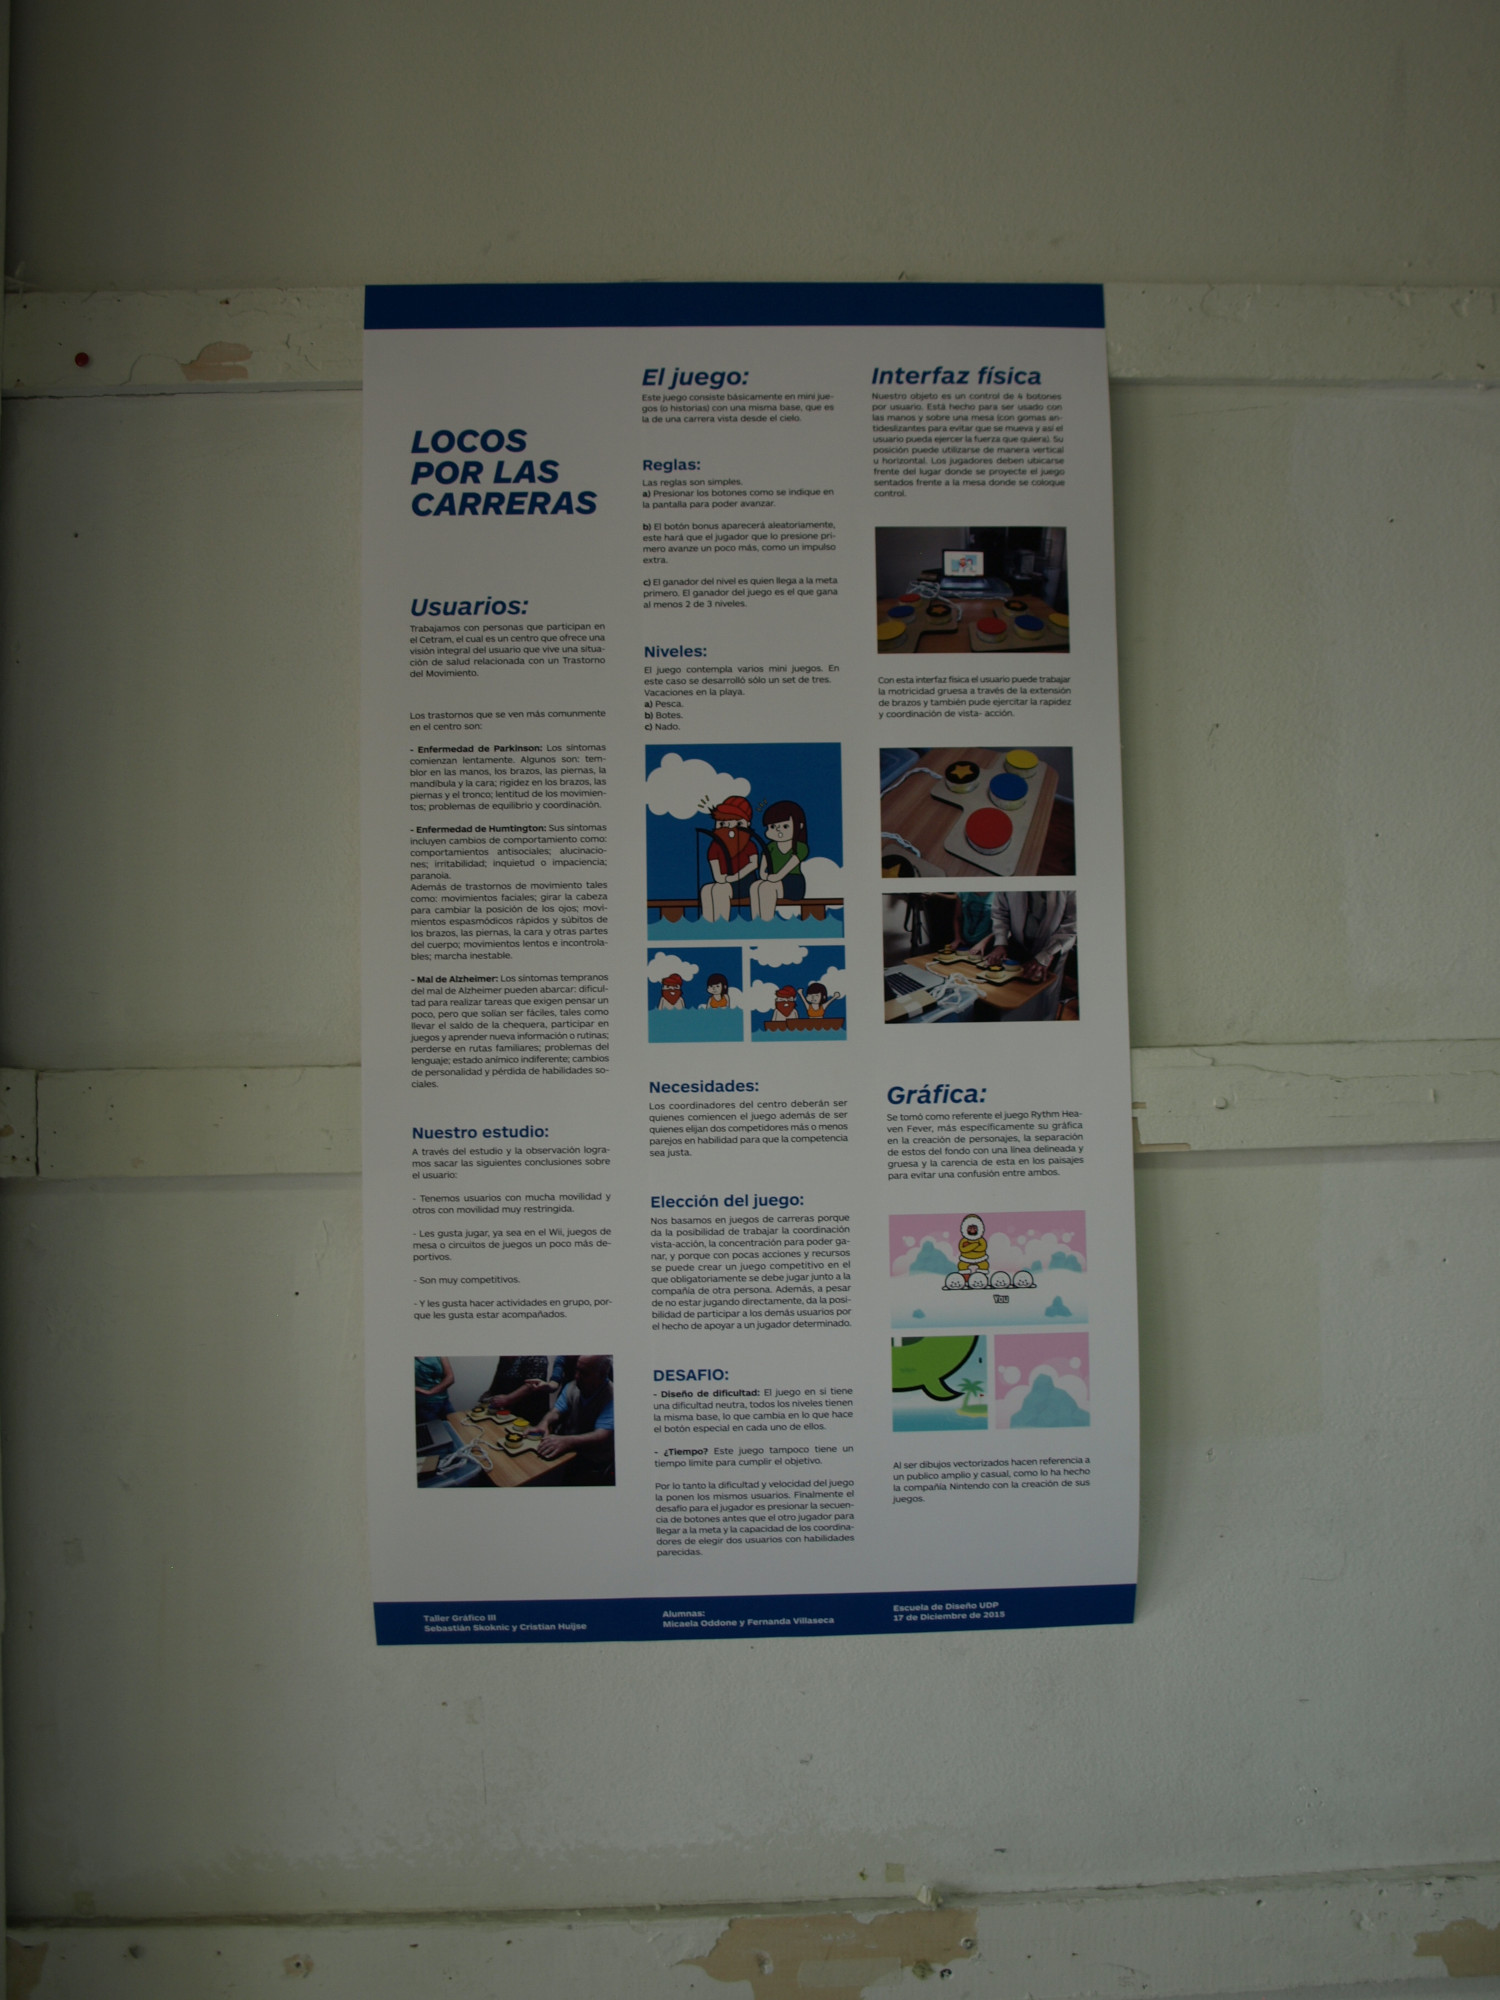 LOCOS
POR LAS
CARRERAS
Usuarios:
Trabajamos con personas que participan en
el Cetram, el cual es un centro que ofrece una
visión integral del usuario que vive una situa-
ción de salud relacionada con un Trastorno
del Movimiento.
Los trastornos que se ven más comunmente
en el centro son:
- Enfermedad de Parkinson: Los síntomas
comienzan lentamente. Algunos son: tem-
blor en las manos, los brazos, las piernas, la
mandíbula y la cara; rigidez en los brazos, las
piernas y el tronco; lentitud de los movimien-
tos; problemas de equilibrio y coordinación.
- Enfermedad de Humtington: Sus síntomas
incluyen cambios de comportamiento como:
comportamientos antisociales; alucinacio-
nes; irritabilidad; inquietud o impaciencia;
paranoia.
Además de trastornos de movimiento tales
como: movimientos faciales; girar la cabeza
para cambiar la posición de los ojos; movi-
mientos espasmódicos rápidos y súbitos de
los brazos, las piernas, la cara y otras partes
del cuerpo; movimientos lentos e incontrola-
bles; marcha inestable.
- Mal de Alzheimer: Los síntomas tempranos
del mal de Alzheimer pueden abarcar: dificul-
tad para realizar tareas que exigen pensar un
poco, pero que solían ser fáciles, tales como
llevar el saldo de la chequera, participar en
juegos y aprender nueva información o rutinas;
perderse en rutas familiares; problemas del
lenguaje; estado anímico indiferente; cambios
de personalidad y pérdida de habilidades so-
ciales.
Nuestro estudio:
A través del estudio y la observación logra-
mos sacar las siguientes conclusiones sobre
el usuario:
- Tenemos usuarios con mucha movilidad y
otros con movilidad muy restringida.
- Les gusta jugar, ya sea en el Wii, juegos de
mesa o circuitos de juegos un poco más de-
portivos.
- Son muy competitivos.
- Y les gusta hacer actividades en grupo, por-
que les gusta estar acompañados.
El juego:
Este juego consiste básicamente en mini jue-
gos (o historias) con una misma base, que es
la de una carrera vista desde el cielo.
Reglas:
Las reglas son simples.
a) Presionar los botones como se indique en
la pantalla para poder avanzar.
b) El botón bonus aparecerá aleatoriamente,
este hará que el jugador que lo presione pri-
mero avanze un poco más, como un impulso
extra.
c) El ganador del nivel es quien llega a la meta
primero. El ganador del juego es el que gana
al menos 2 de 3 niveles.
Niveles:
El juego contempla varios mini juegos. En
este caso se desarrolló sólo un set de tres.
Vacaciones en la playa.
a) Pesca.
b) Botes.
c) Nado.
Necesidades:
Los coordinadores del centro deberán ser
quienes comiencen el juego además de ser
quienes elijan dos competidores más o menos
parejos en habilidad para que la competencia
sea justa.
Elección del juego:
Nos basamos en juegos de carreras porque
da la posibilidad de trabajar la coordinación
vista-acción, la concentración para poder ga-
nar, y porque con pocas acciones y recursos
se puede crear un juego competitivo en el
que obligatoriamente se debe jugar junto a la
compañía de otra persona. Además, a pesar
de no estar jugando directamente, da la posi-
bilidad de participar a los demás usuarios por
el hecho de apoyar a un jugador determinado.
DESAFIO:
- Diseño de dificultad: El juego en si tiene
una dificultad neutra, todos los niveles tienen
la misma base, lo que cambia en lo que hace
el botón especial en cada uno de ellos.
- ¿Tiempo? Este juego tampoco tiene un
tiempo límite para cumplir el objetivo.
Por lo tanto la dificultad y velocidad del juego
la ponen los mismos usuarios. Finalmente el
desafío para el jugador es presionar la secuen-
cia de botones antes que el otro jugador para
llegar a la meta y la capacidad de los coordina-
dores de elegir dos usuarios con habilidades
parecidas.
Interfaz física
Nuestro objeto es un control de 4 botones
por usuario. Está hecho para ser usado con
las manos y sobre una mesa (con gomas an-
tideslizantes para evitar que se mueva y así el
usuario pueda ejercer la fuerza que quiera). Su
posición puede utilizarse de manera vertical
u horizontal. Los jugadores deben ubicarse
frente del lugar donde se proyecte el juego
sentados frente a la mesa donde se coloque
control.
Con esta interfaz física el usuario puede trabajar
la motricidad gruesa a través de la extensión
de brazos y también pude ejercitar la rapidez
y coordinación de vista- acción.
Gráfica:
Se tomó como referente el juego Rythm Hea-
ven Fever, más específicamente su gráfica
en la creación de personajes, la separación
de estos del fondo con una línea delineada y
gruesa y la carencia de esta en los paisajes
para evitar una confusión entre ambos.
You
Al ser dibujos vectorizados hacen referencia a
un publico amplio y casual, como lo ha hecho
la compañía Nintendo con la creación de sus
juegos.
Taller Gráfico III
Sebastián Skoknic y Cristian Huijse
Alumnas:
Micaela Oddone y Fernanda Villaseca
Escuela de Diseño UDP
17 de Diciembre de 2015